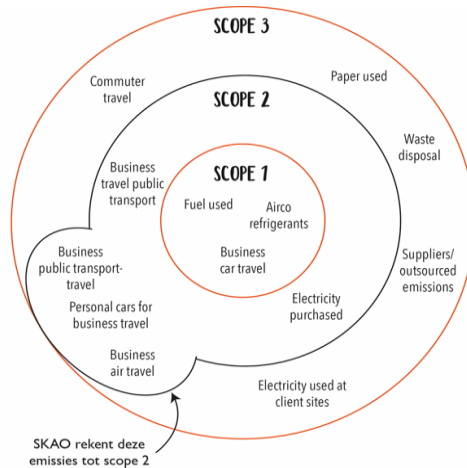 SCOPE 3
Commuter
travel
Paper used
SCOPE 2
Waste
disposal
Business
travel public
transport
SCOPE 1
Fuel used
Airco
refrigerants
Business
car travel
Business
public transport-
travel
Suppliers/
outsourced
emissions
Personal cars for
business travel
Electricity
purchased
Business
air travel
Electricity used at
client sites
SKAO rekent deze
emissies tot scope 2